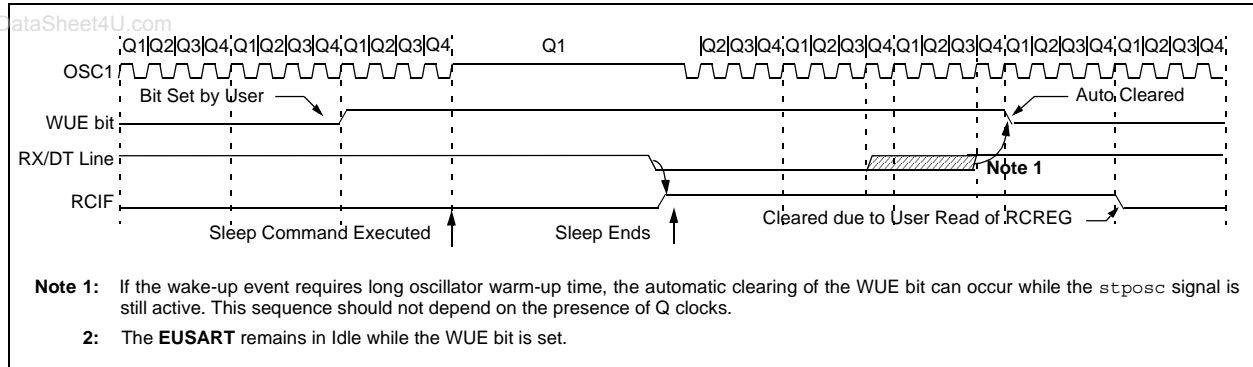 DataSheet4U.com
Q1|Q2|Q3|Q4|Q1|Q2|Q3|Q4|Q1|Q2|Q3|Q4 Q1 |Q2|Q3|Q4|Q1|Q2|Q3|Q4|Q1|Q2|Q3|Q4|Q1|Q2|Q3|Q4|Q1|Q2|Q3|Q4
OSC1
Bit Set by User
Auto Cleared
WUE bit
RX/DT Line
Note 1
RCIF
Cleared due to User Read of RCREG
Sleep Command Executed
Sleep Ends
Note 1: If the wake-up event requires long oscillator warm-up time, the automatic clearing of the WUE bit can occur while the stposc signal is
still active. This sequence should not depend on the presence of Q clocks.
2: The EUSART remains in Idle while the WUE bit is set.